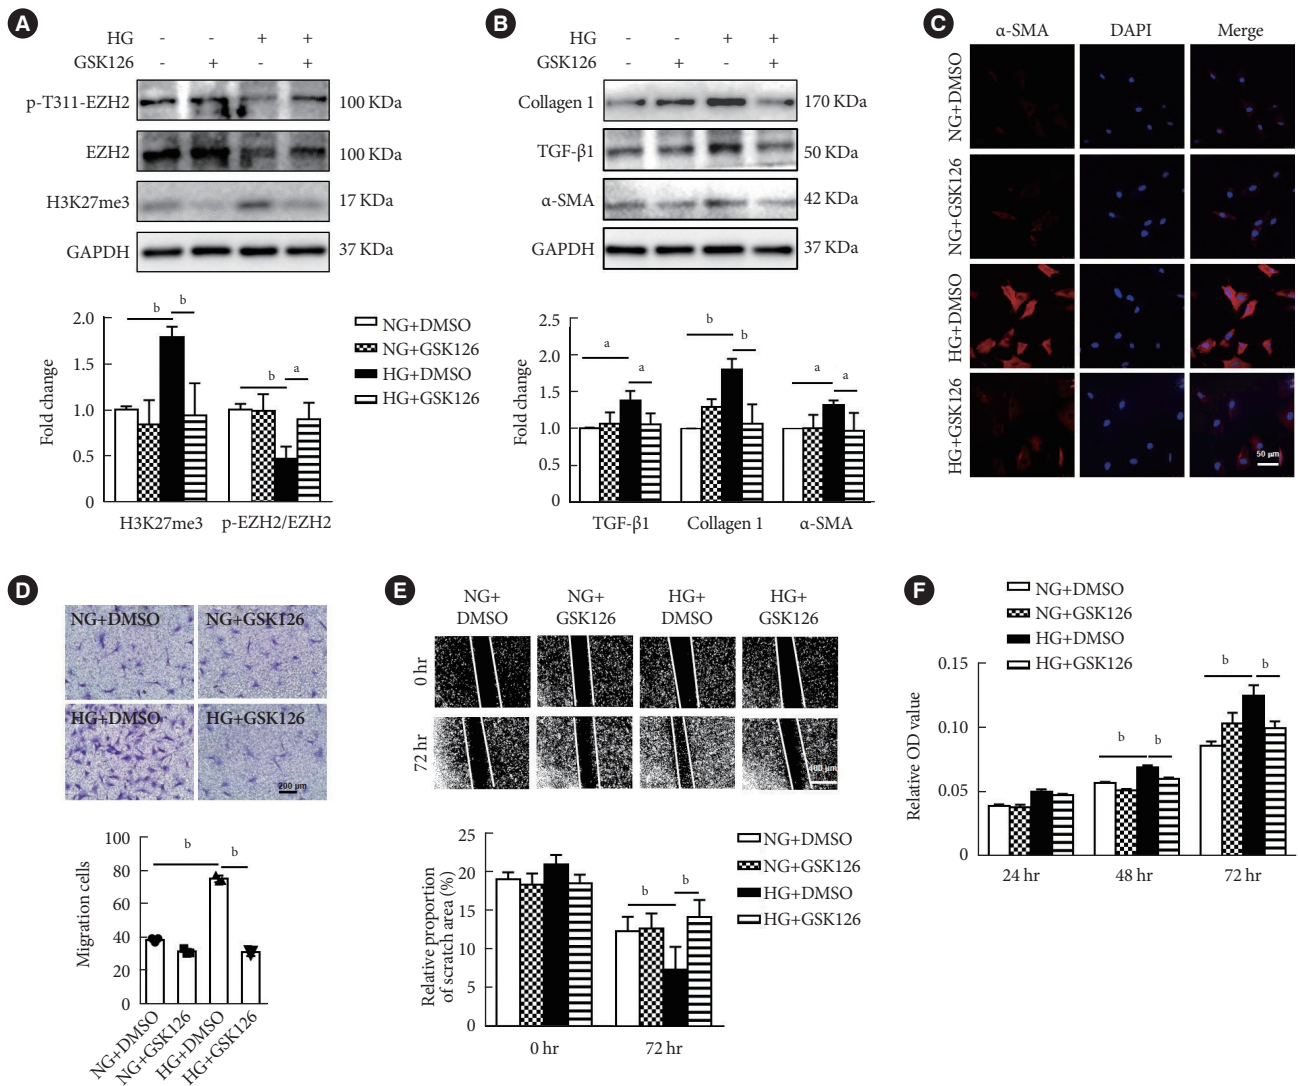 A
HG - - + +
GSK126 - + - +
p-T311-EZH2 100 KDa
EZH2 100 KDa
H3K27me3 17 KDa
GAPDH 37 KDa
b b
b a
2.0
1.5
1.0
0.5
0
Fold change
H3K27me3 p-EZH2/EZH2
NG+DMSO
NG+GSK126
HG+DMSO
HG+GSK126
B
HG - - + +
GSK126 - + - +
Collagen 1 170 KDa
TGF-β1 50 KDa
α-SMA 42 KDa
GAPDH 37 KDa
2.5
2.0
1.5
1.0
0.5
0
Fold change
a a
b b
a a
TGF-β1 Collagen 1 α-SMA
C
α-SMA DAPI Merge
NG+DMSO
NG+GSK126
HG+DMSO
HG+GSK126
50 µm
D
NG+DMSO NG+GSK126
HG+DMSO HG+GSK126
200 µm
100
80
60
40
20
0
Migration cells
b b
NG+DMSO
NG+GSK126
HG+DMSO
HG+GSK126
E
NG+ NG+ HG+ HG+
DMSO GSK126 DMSO GSK126
0 hr
72 hr
400 µm
25
20
15
10
5
0
Relative proportion
of scratch area (%)
b b
0 hr 72 hr
NG+DMSO
NG+GSK126
HG+DMSO
HG+GSK126
F
NG+DMSO
NG+GSK126
HG+DMSO
HG+GSK126
0.15
0.10
0.05
0
Relative OD value
b b
b b
24 hr 48 hr 72 hr